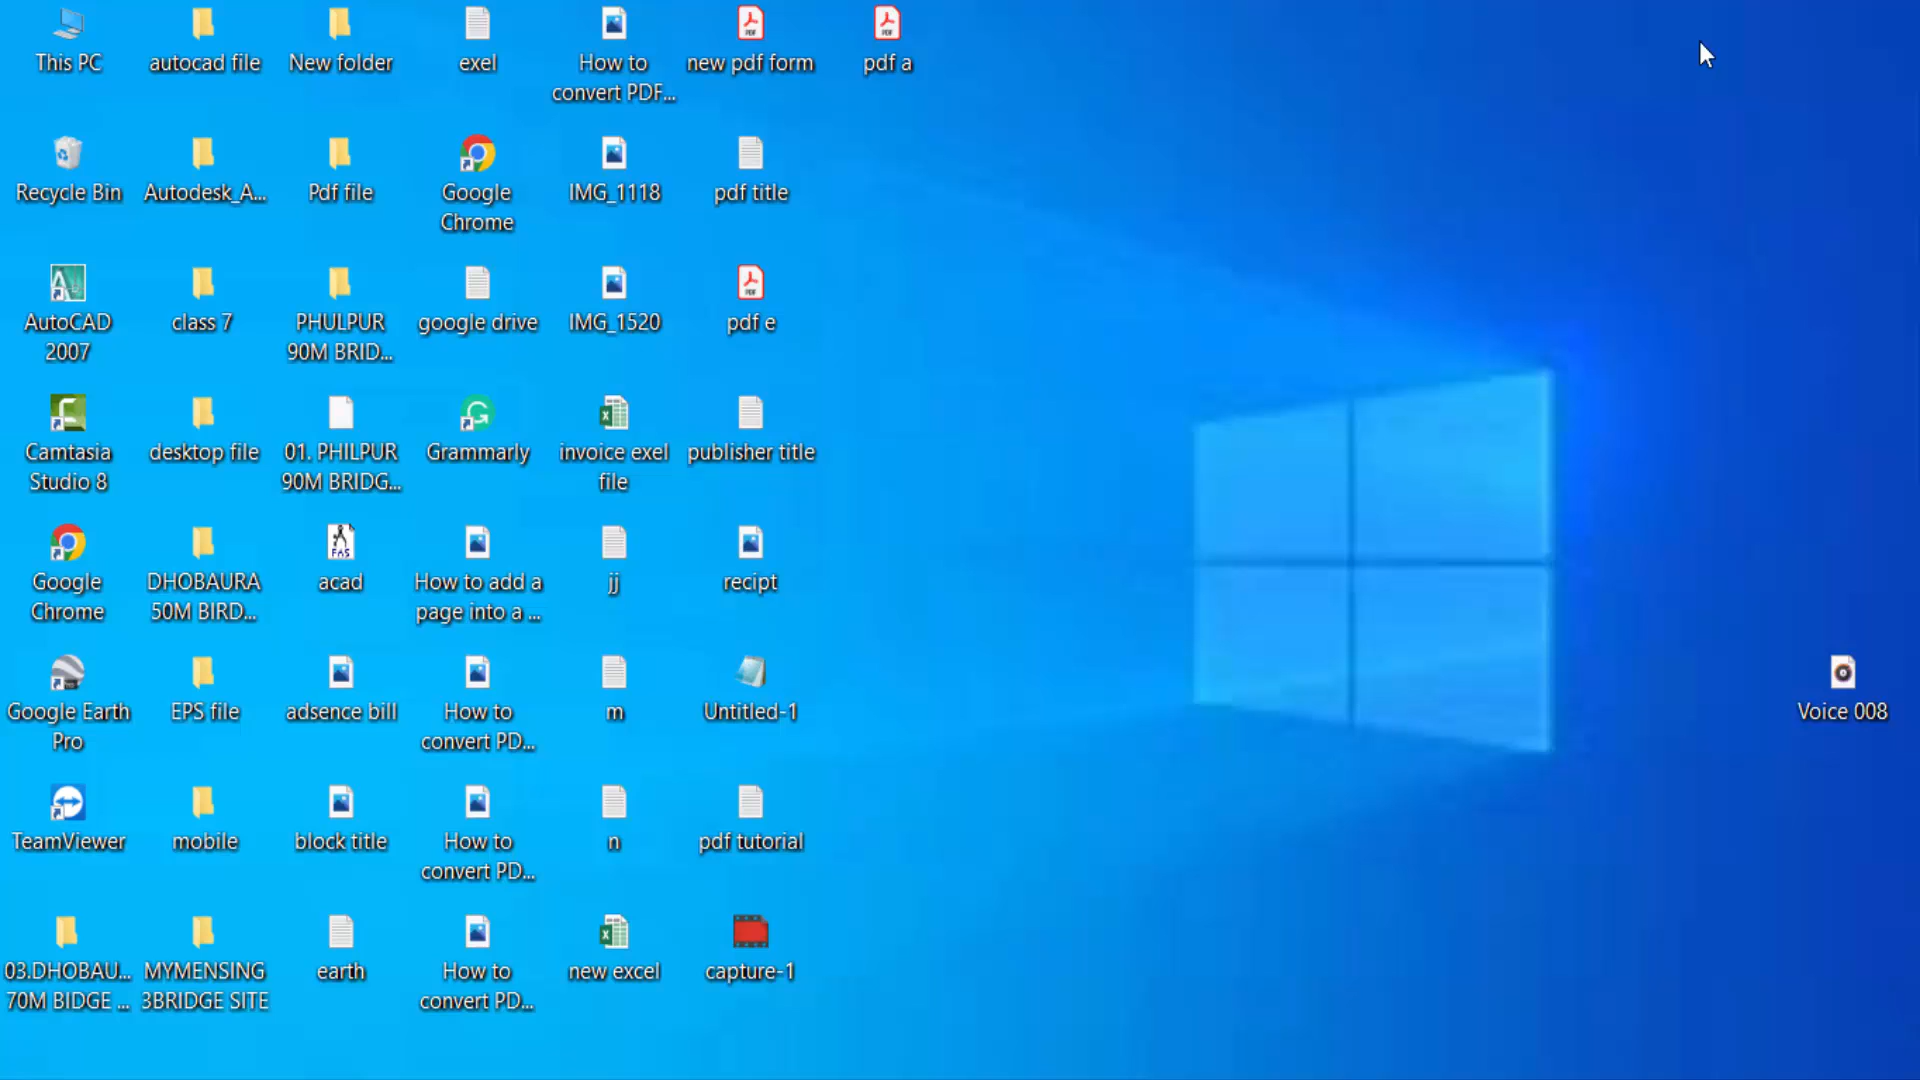 This PC
autocad file
New folder
exel
How to
convert PDF...
new pdf form
pdf a
Recycle Bin
Autodesk_A...
Pdf file
Google
Chrome
IMG_1118
pdf title
AutoCAD
2007
class 7
PHULPUR
90M BRID...
google drive
IMG_1520
pdf e
Camtasia
Studio 8
desktop file
01. PHILPUR
90M BRIDG...
Grammarly
invoice exel
file
publisher title
Google
Chrome
DHOBAURA
50M BIRD...
acad
How to add a
page into a ...
jj
recipt
Google Earth
Pro
EPS file
adsence bill
How to
convert PD...
m
Untitled-1
Voice 008
TeamViewer
mobile
block title
How to
convert PD...
n
pdf tutorial
03.DHOBAU...
70M BIDGE ...
MYMENSING
3BRIDGE SITE
earth
How to
convert PD...
new excel
capture-1